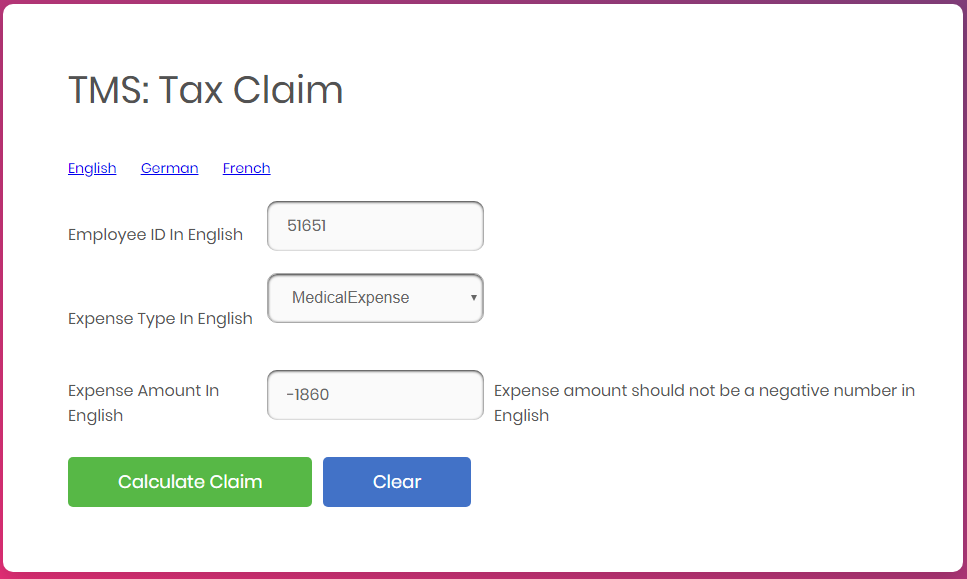 TMS: Tax Claim
English German French
Employee ID In English 51651
Expense Type In English MedicalExpense
Expense Amount In
English
-1860
Expense amount should not be a negative number in
English
Calculate Claim Clear